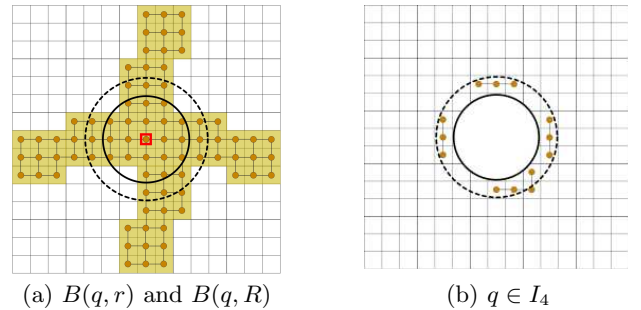 (a) B(q, r) and B(q, R)
(b) q ∈ I₄